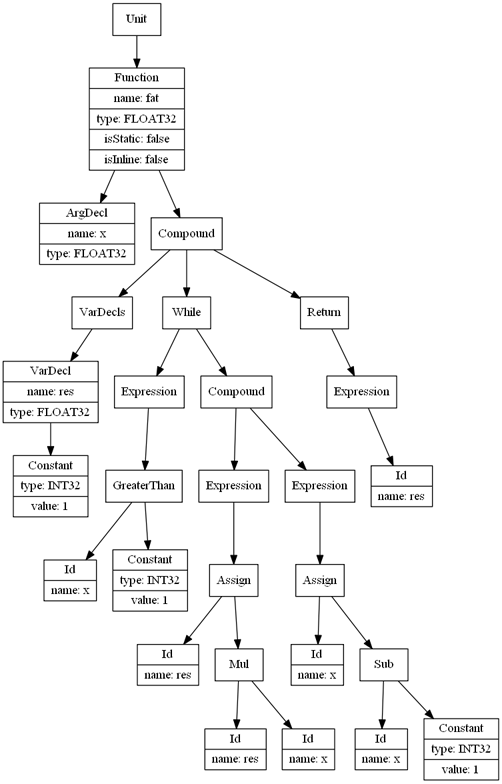 Unit
Function
name: fat
type: FLOAT32
isStatic: false
isInline: false
ArgDecl
name: x
type: FLOAT32
Compound
VarDecls
While
Return
VarDecl
name: res
type: FLOAT32
Expression
Compound
Expression
Constant
type: INT32
value: 1
GreaterThan
Expression
Expression
Id
name: res
Id
name: x
Constant
type: INT32
value: 1
Assign
Assign
Id
name: res
Mul
Id
name: x
Sub
Id
name: res
Id
name: x
Id
name: x
Constant
type: INT32
value: 1